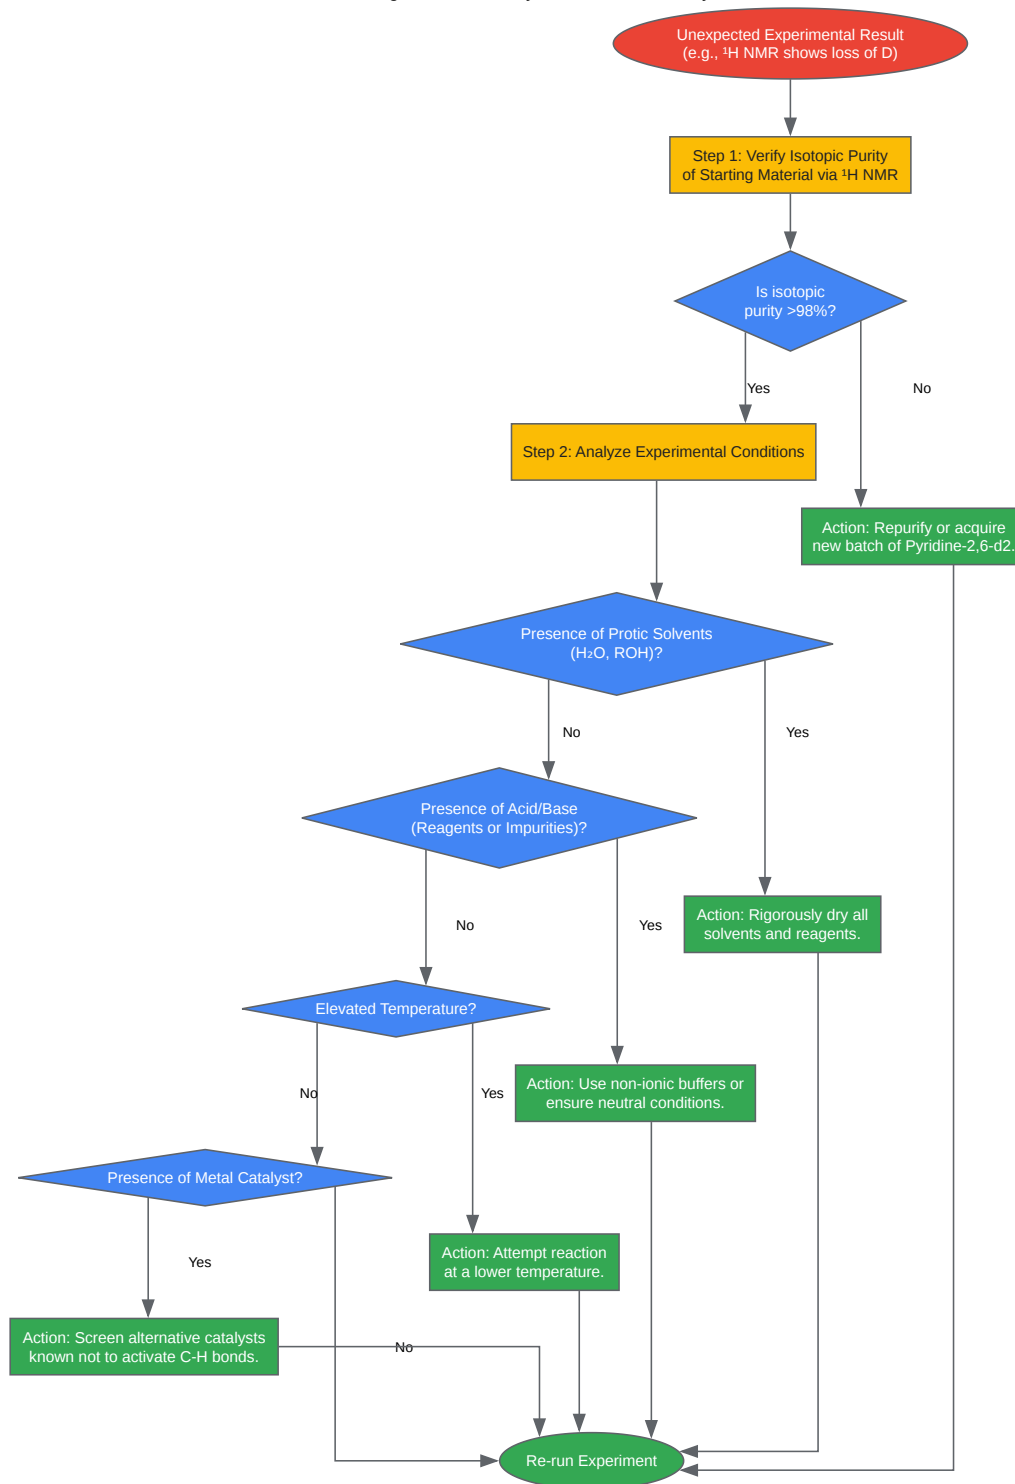 Unexpected Experimental Result
(e.g., ¹H NMR shows loss of D)
Step 1: Verify Isotopic Purity
of Starting Material via ¹H NMR
Is isotopic
purity >98%?
Yes
No
Step 2: Analyze Experimental Conditions
Action: Repurify or acquire
new batch of Pyridine-2,6-d2.
Presence of Protic Solvents
(H₂O, ROH)?
No
Yes
Presence of Acid/Base
(Reagents or Impurities)?
No
Yes
Action: Rigorously dry all
solvents and reagents.
Elevated Temperature?
No
Yes
Action: Use non-ionic buffers or
ensure neutral conditions.
Presence of Metal Catalyst?
Yes
Action: Attempt reaction
at a lower temperature.
Action: Screen alternative catalysts
known not to activate C-H bonds.
No
Re-run Experiment